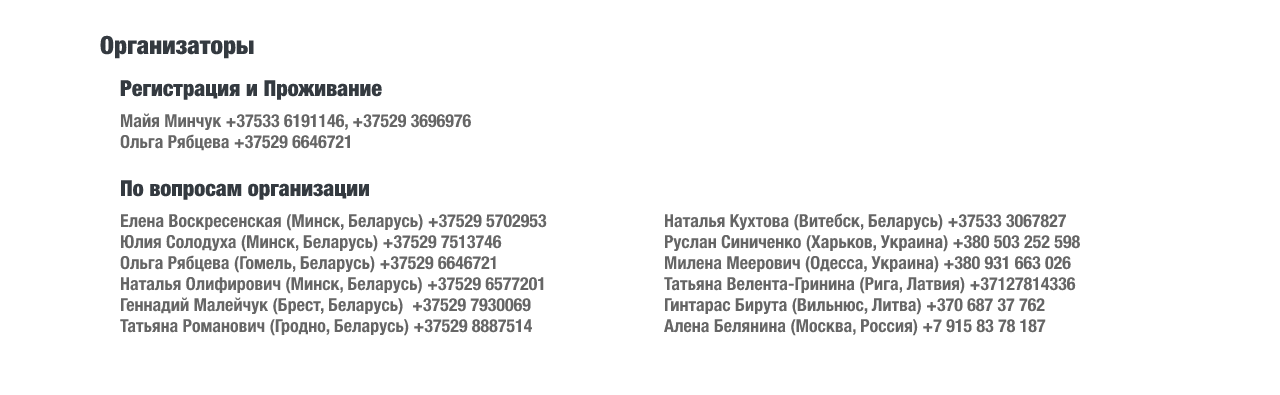 Организаторы
Регистрация и Проживание
Майя Минчук +37533 6191146, +37529 3696976
Ольга Рябцева +37529 6646721
По вопросам организации
Елена Воскресенская (Минск, Беларусь) +37529 5702953
Юлия Солодуха (Минск, Беларусь) +37529 7513746
Ольга Рябцева (Гомель, Беларусь) +37529 6646721
Наталья Олифирович (Минск, Беларусь) +37529 6577201
Геннадий Малейчук (Брест, Беларусь)  +37529 7930069
Татьяна Романович (Гродно, Беларусь) +37529 8887514
Наталья Кухтова (Витебск, Беларусь) +37533 3067827
Руслан Синиченко (Харьков, Украина) +380 503 252 598
Милена Меерович (Одесса, Украина) +380 931 663 026
Татьяна Велента-Гринина (Рига, Латвия) +37127814336
Гинтарас Бирута (Вильнюс, Литва) +370 687 37 762
Алена Белянина (Москва, Россия) +7 915 83 78 187